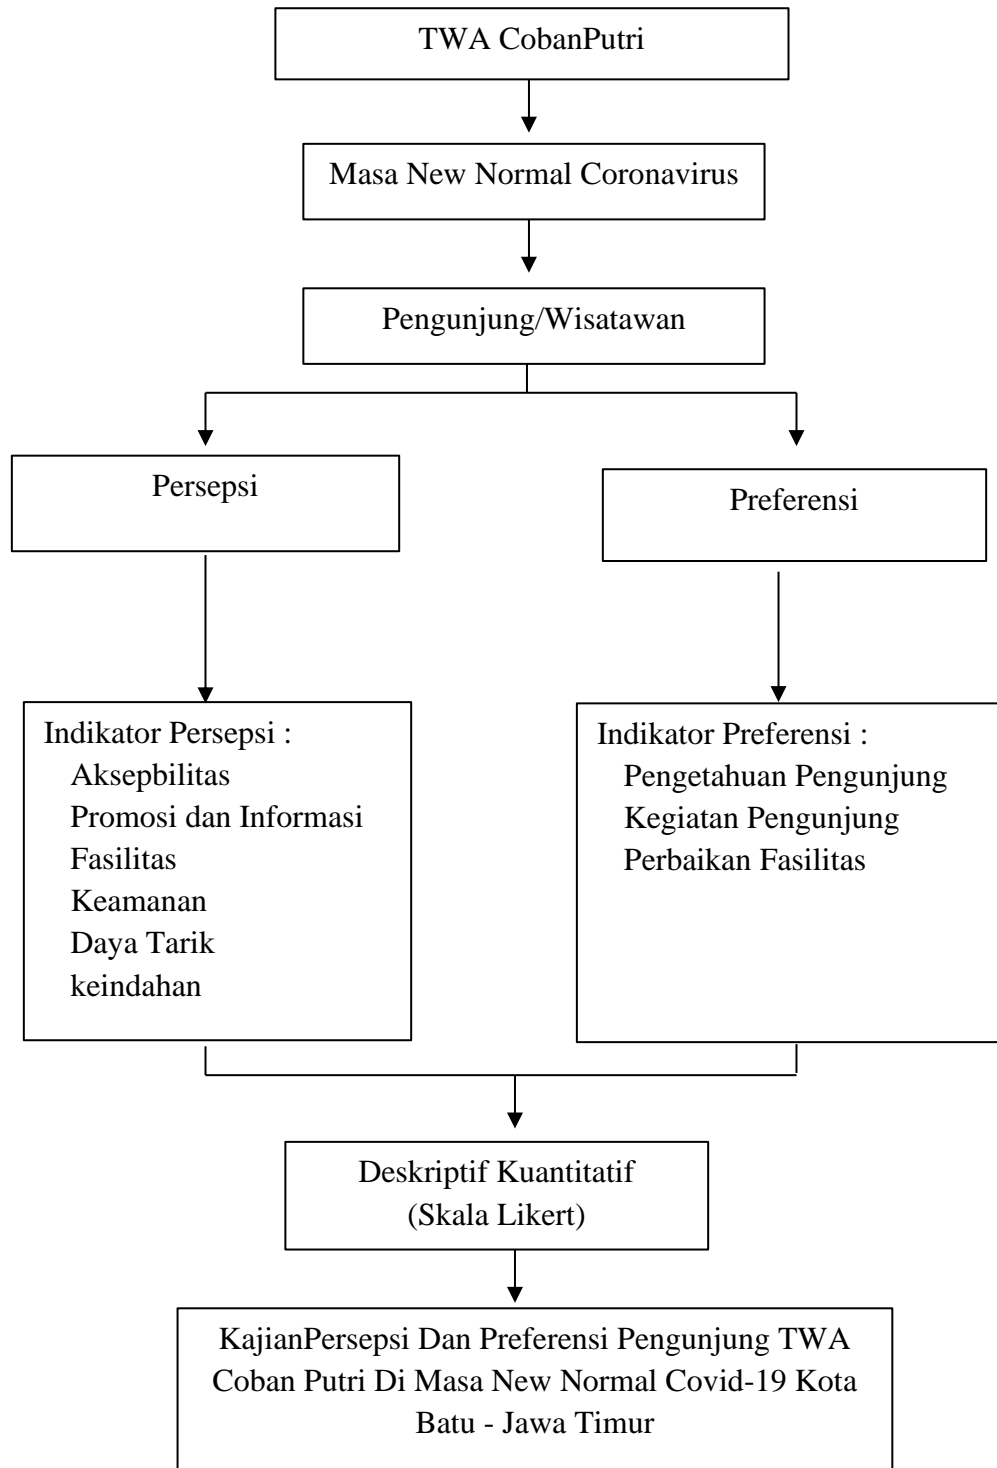 TWA CobanPutri
Masa New Normal Coronavirus
Pengunjung/Wisatawan
Persepsi
Preferensi
Indikator Persepsi :
Aksepbilitas
Promosi dan Informasi
Fasilitas
Keamanan
Daya Tarik
keindahan
Indikator Preferensi :
Pengetahuan Pengunjung
Kegiatan Pengunjung
Perbaikan Fasilitas
Deskriptif Kuantitatif
(Skala Likert)
KajianPersepsi Dan Preferensi Pengunjung TWA
Coban Putri Di Masa New Normal Covid-19 Kota
Batu - Jawa Timur